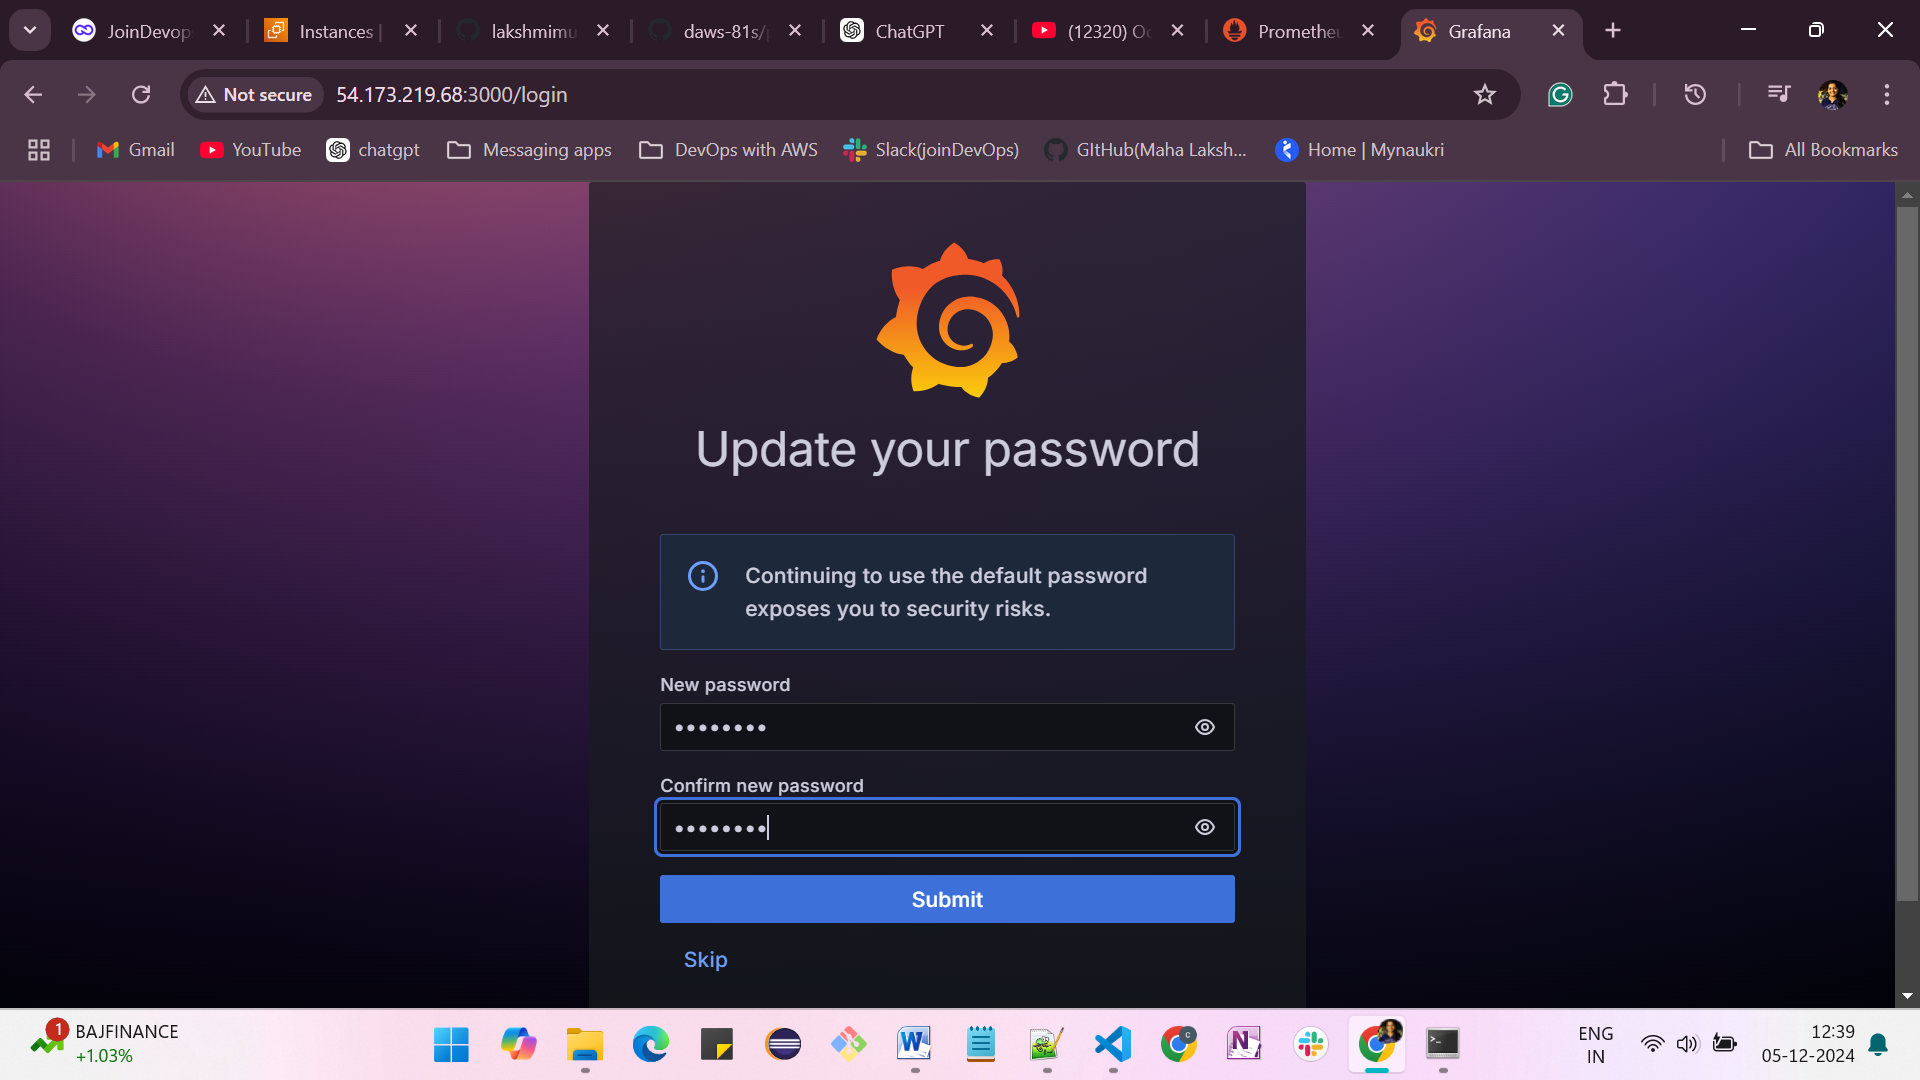 JoinDevop
Instances |
lakshmimu
daws-81s/
ChatGPT
(12320)
Promethe
Grafana
Not secure
54.173.219.68:3000/login
Gmail
YouTube
chatgpt
Messaging apps
DevOps with AWS
Slack(joinDevOps)
GItHub(Maha Laksh...
Home | Mynaukri
All Bookmarks
Update your password
Continuing to use the default password
exposes you to security risks.
New password
••••••••
Confirm new password
••••••••
Submit
Skip
1
BAJFINANCE
+1.03%
ENG
IN
12:39
05-12-2024